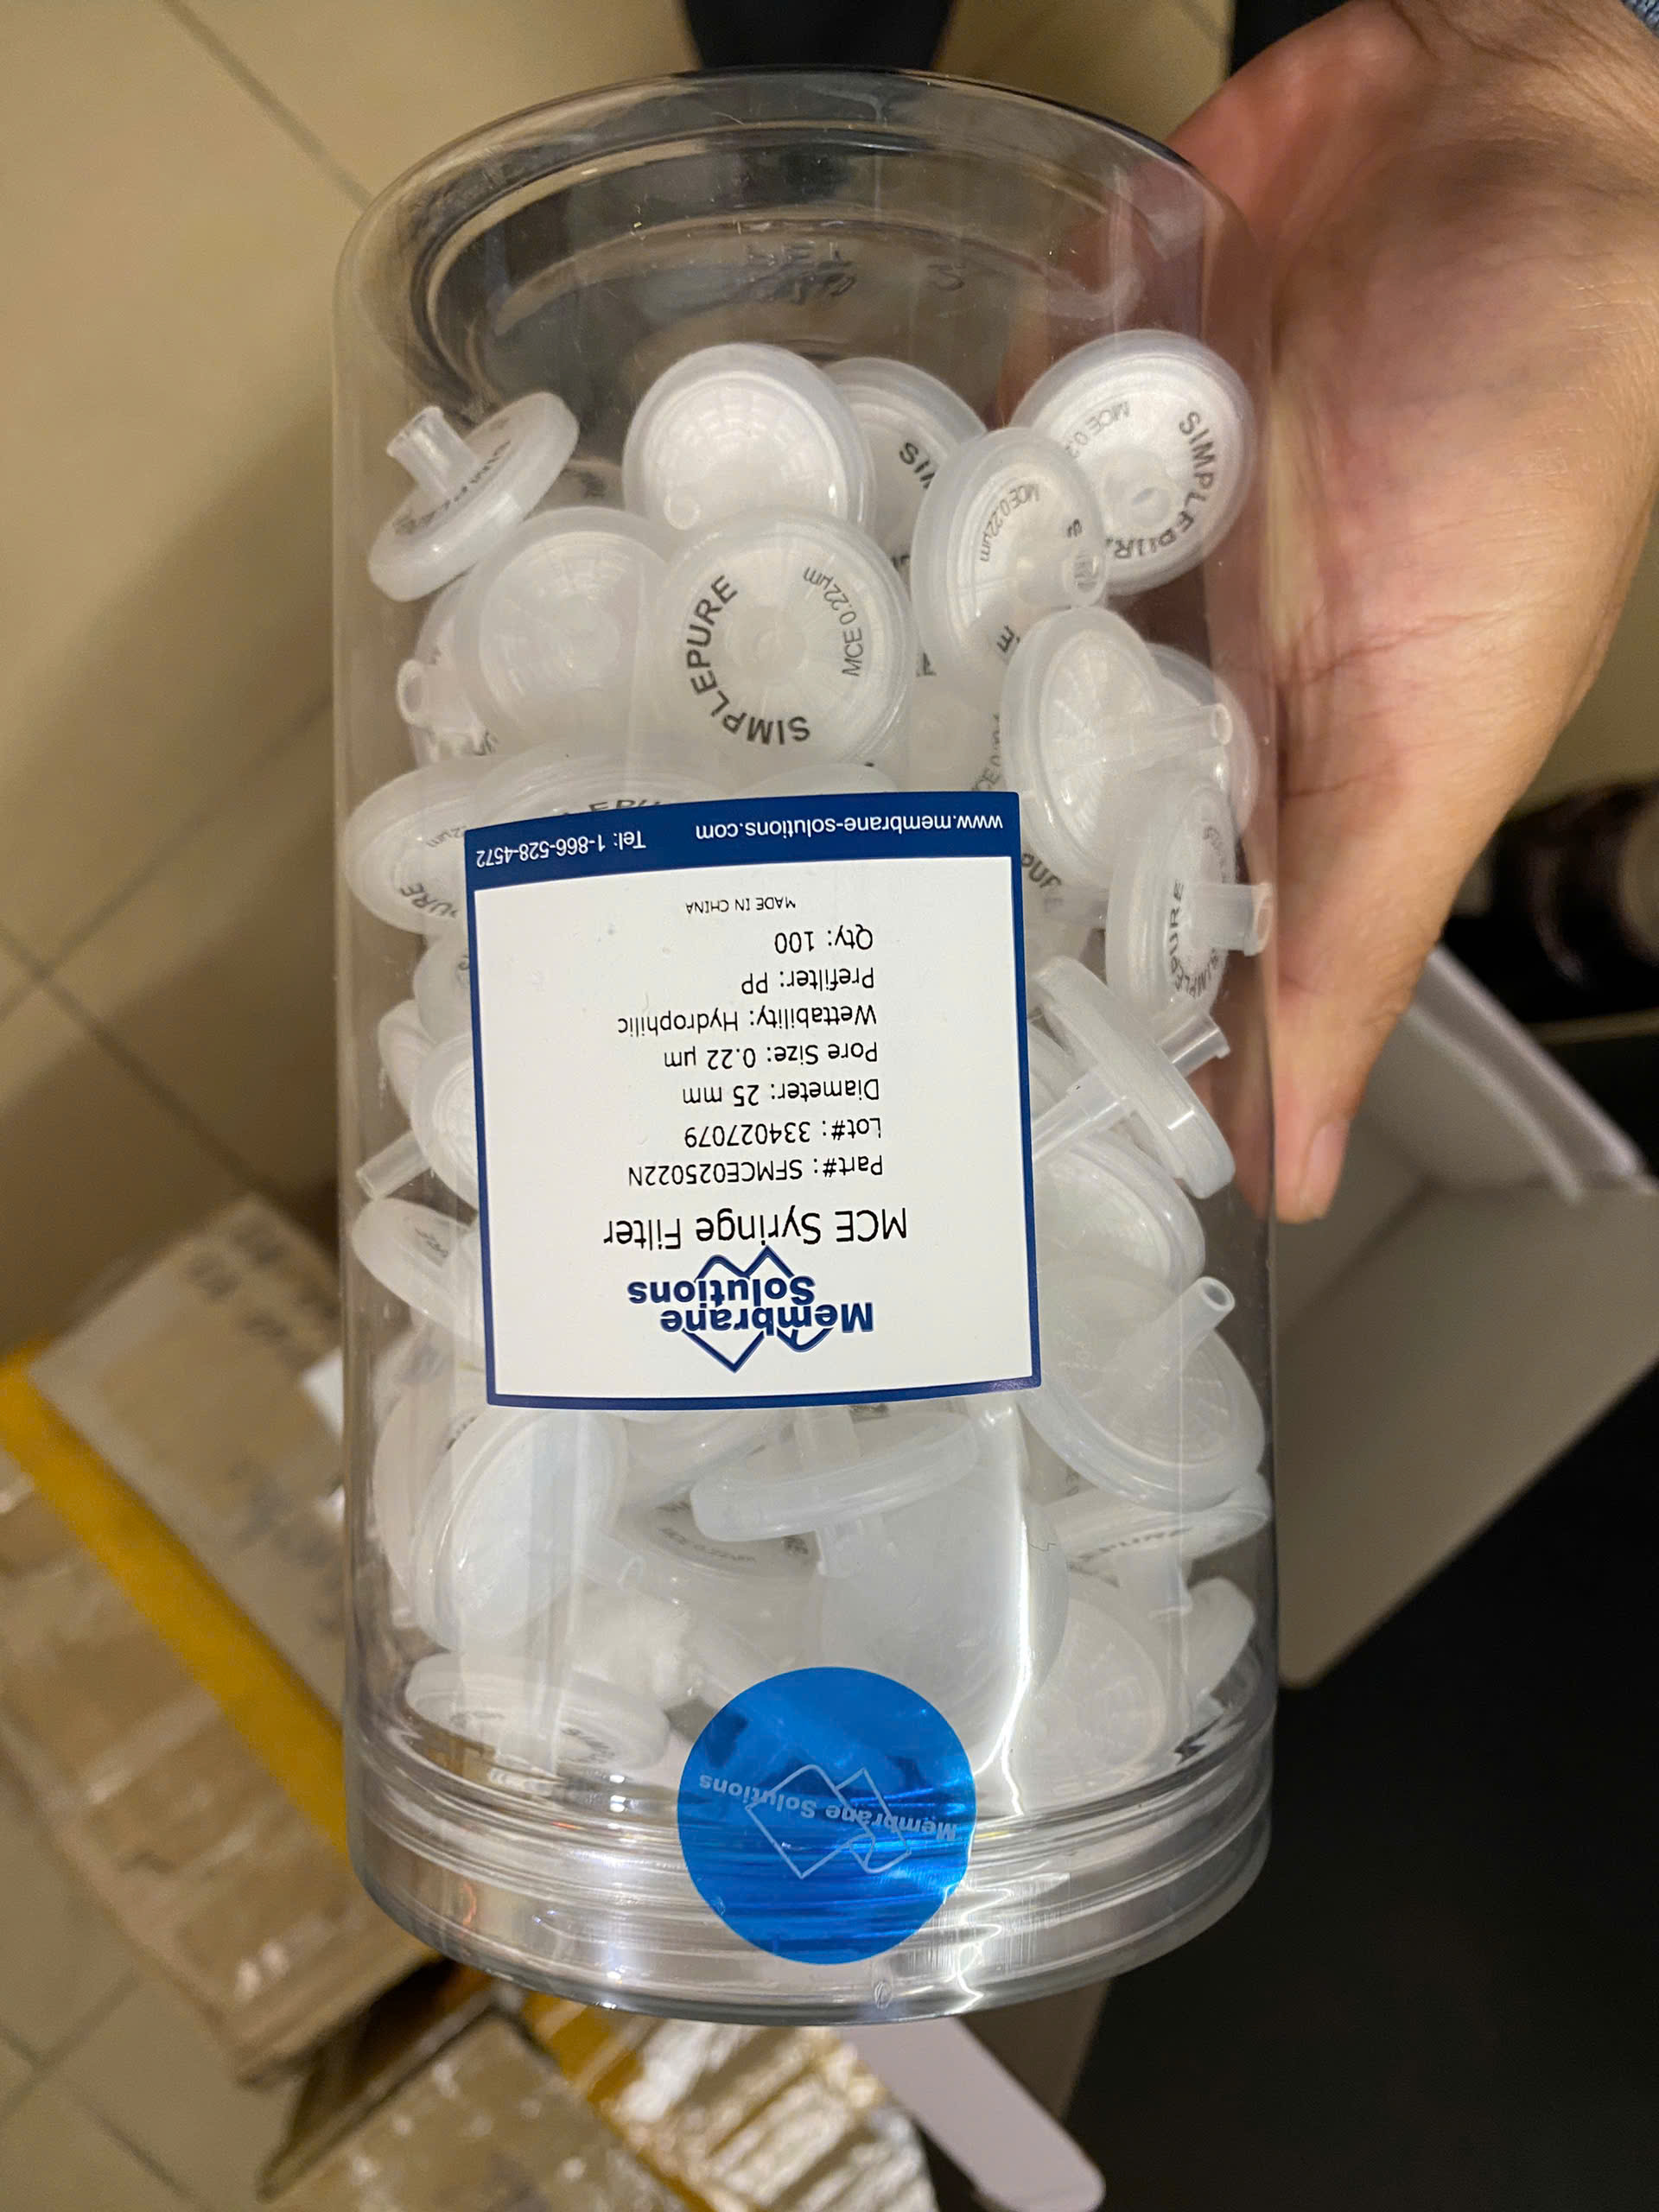 Membrane
Solutions
MCE Syringe Filter
Part#: SFMCE025022N
Lot#: 334027079
Diameter: 25 mm
Pore Size: 0.22 µm
Wettability: Hydrophilic
Prefilter: PP
Qty: 100
MADE IN CHINA
www.membrane-solutions.com Tel: 1-866-528-4572
Membrane Solutions
SIMPLEPURE
MCE 0.22µm
MCE 0.22µm
SIMPLEPUR